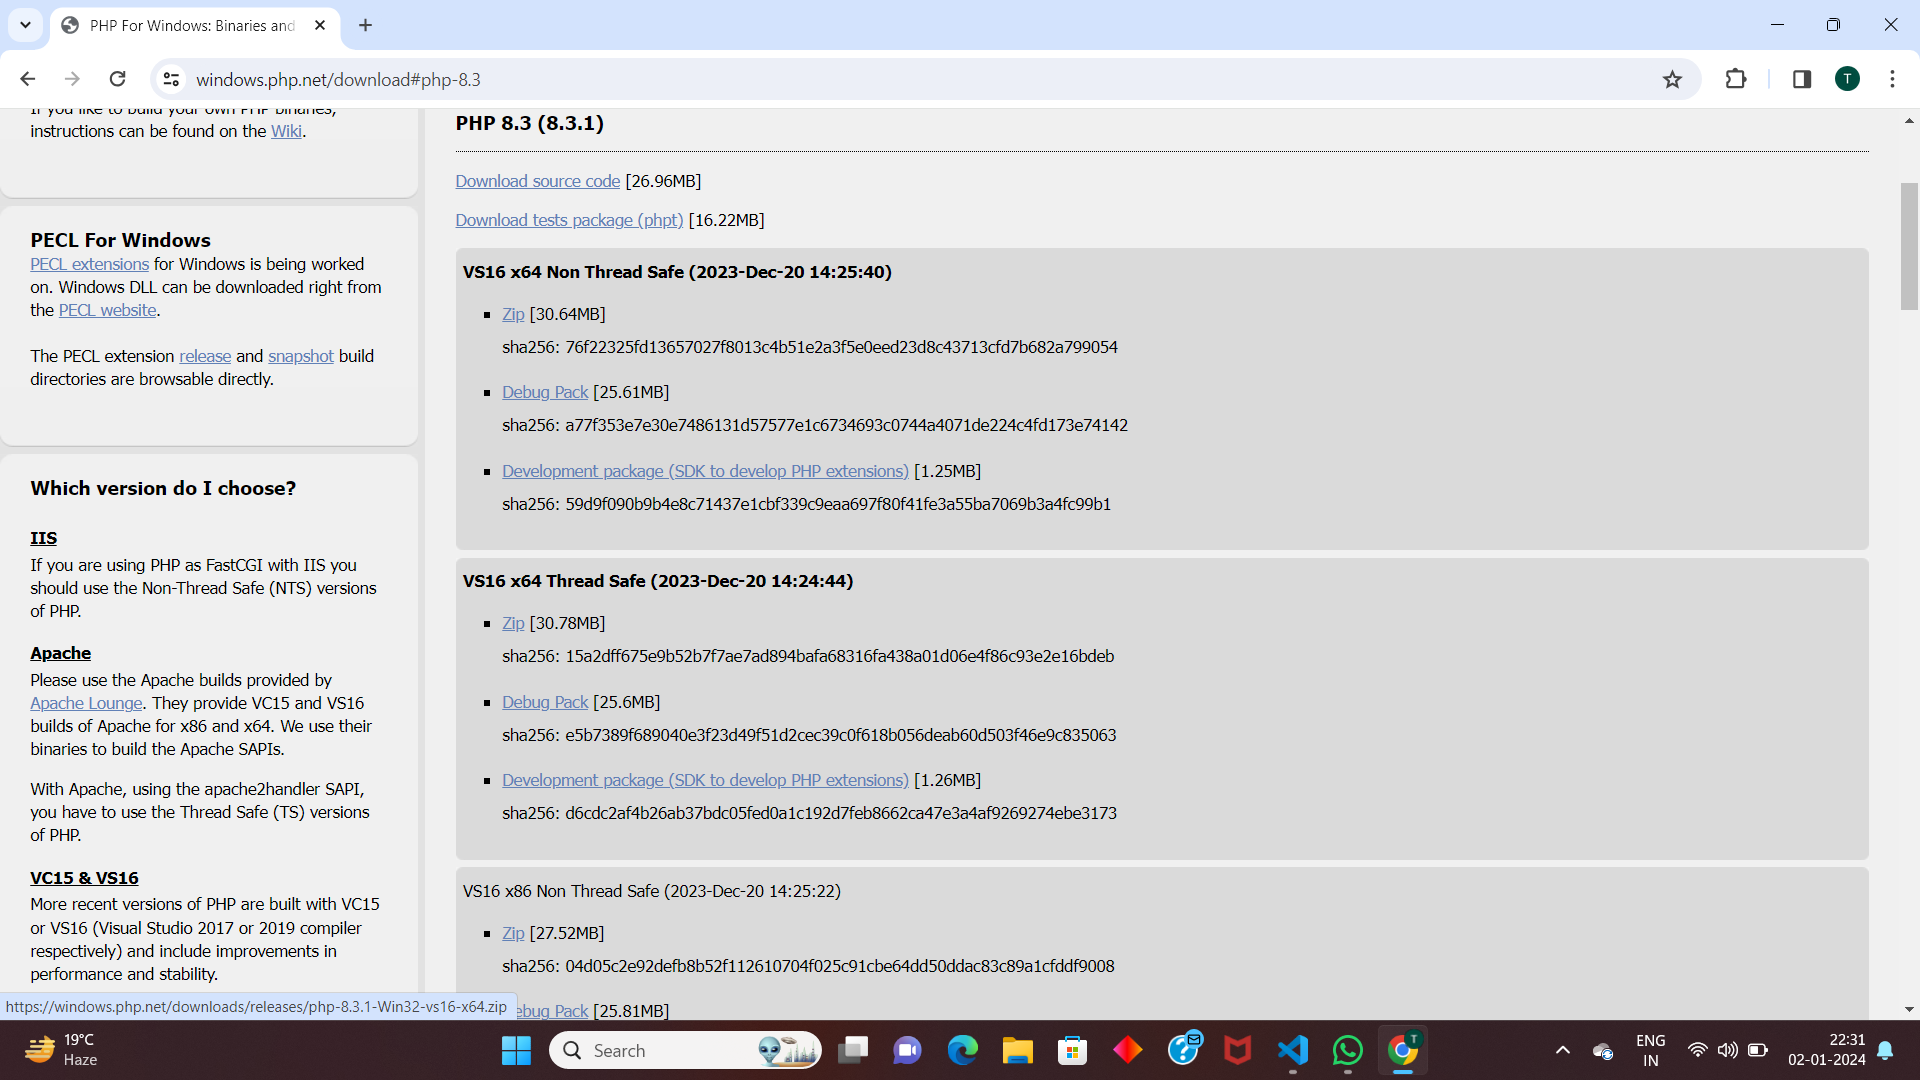 PHP For Windows: Binaries and
windows.php.net/download#php-8.3
T
If you like to build your own PHP binaries,
instructions can be found on the Wiki.
PECL For Windows
PECL extensions for Windows is being worked
on. Windows DLL can be downloaded right from
the PECL website.
The PECL extension release and snapshot build
directories are browsable directly.
Which version do I choose?
IIS
If you are using PHP as FastCGI with IIS you
should use the Non-Thread Safe (NTS) versions
of PHP.
Apache
Please use the Apache builds provided by
Apache Lounge. They provide VC15 and VS16
builds of Apache for x86 and x64. We use their
binaries to build the Apache SAPIs.
With Apache, using the apache2handler SAPI,
you have to use the Thread Safe (TS) versions
of PHP.
VC15 & VS16
More recent versions of PHP are built with VC15
or VS16 (Visual Studio 2017 or 2019 compiler
respectively) and include improvements in
performance and stability.
https://windows.php.net/downloads/releases/php-8.3.1-Win32-vs16-x64.zip
PHP 8.3 (8.3.1)
Download source code [26.96MB]
Download tests package (phpt) [16.22MB]
VS16 x64 Non Thread Safe (2023-Dec-20 14:25:40)
Zip [30.64MB]
sha256: 76f22325fd13657027f8013c4b51e2a3f5e0eed23d8c43713cfd7b682a799054
Debug Pack [25.61MB]
sha256: a77f353e7e30e7486131d57577e1c6734693c0744a4071de224c4fd173e74142
Development package (SDK to develop PHP extensions) [1.25MB]
sha256: 59d9f090b9b4e8c71437e1cbf339c9eaa697f80f41fe3a55ba7069b3a4fc99b1
VS16 x64 Thread Safe (2023-Dec-20 14:24:44)
Zip [30.78MB]
sha256: 15a2dff675e9b52b7f7ae7ad894bafa68316fa438a01d06e4f86c93e2e16bdeb
Debug Pack [25.6MB]
sha256: e5b7389f689040e3f23d49f51d2cec39c0f618b056deab60d503f46e9c835063
Development package (SDK to develop PHP extensions) [1.26MB]
sha256: d6cdc2af4b26ab37bdc05fed0a1c192d7feb8662ca47e3a4af9269274ebe3173
VS16 x86 Non Thread Safe (2023-Dec-20 14:25:22)
Zip [27.52MB]
sha256: 04d05c2e92defb8b52f112610704f025c91cbe64dd50ddac83c89a1cfddf9008
ebug Pack [25.81MB]
19°C
Haze
Search
T
ENG
IN
22:31
02-01-2024